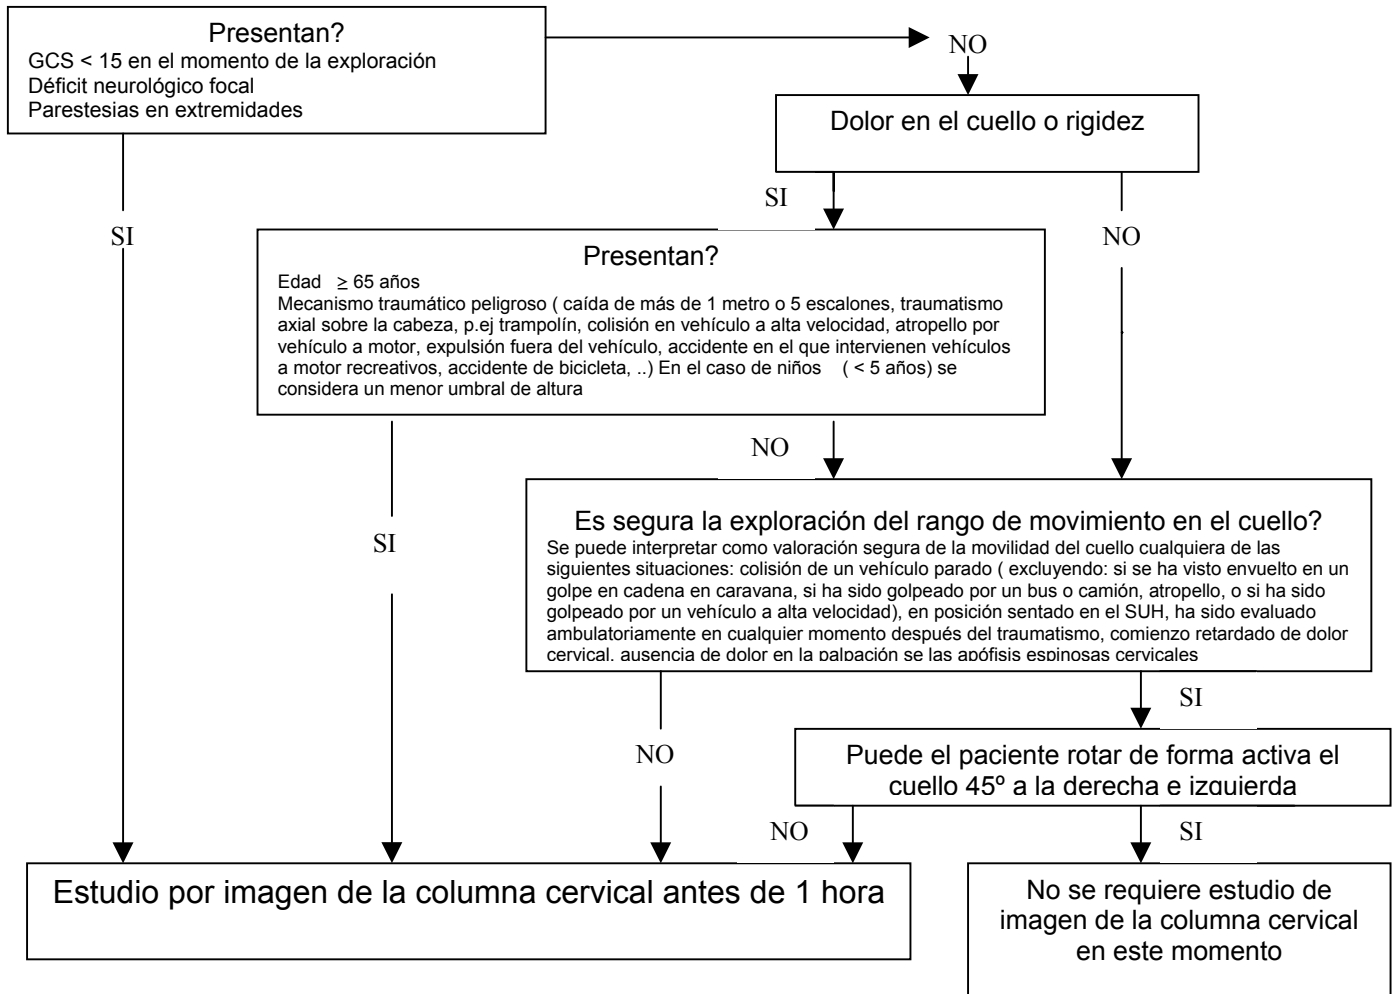 Presentan?
GCS < 15 en el momento de la exploración
Déficit neurológico focal
Parestesias en extremidades
NO
Dolor en el cuello o rigidez
SI
SI
NO
Presentan?
Edad ≥ 65 años
Mecanismo traumático peligroso ( caída de más de 1 metro o 5 escalones, traumatismo
axial sobre la cabeza, p.ej trampolín, colisión en vehículo a alta velocidad, atropello por
vehículo a motor, expulsión fuera del vehículo, accidente en el que intervienen vehículos
a motor recreativos, accidente de bicicleta, ..) En el caso de niños ( < 5 años) se
considera un menor umbral de altura
NO
SI
Es segura la exploración del rango de movimiento en el cuello?
Se puede interpretar como valoración segura de la movilidad del cuello cualquiera de las
siguientes situaciones: colisión de un vehículo parado ( excluyendo: si se ha visto envuelto en un
golpe en cadena en caravana, si ha sido golpeado por un bus o camión, atropello, o si ha sido
golpeado por un vehículo a alta velocidad), en posición sentado en el SUH, ha sido evaluado
ambulatoriamente en cualquier momento después del traumatismo, comienzo retardado de dolor
cervical, ausencia de dolor en la palpación se las apófisis espinosas cervicales
SI
NO
Puede el paciente rotar de forma activa el
cuello 45º a la derecha e izquierda
NO
SI
Estudio por imagen de la columna cervical antes de 1 hora
No se requiere estudio de
imagen de la columna cervical
en este momento